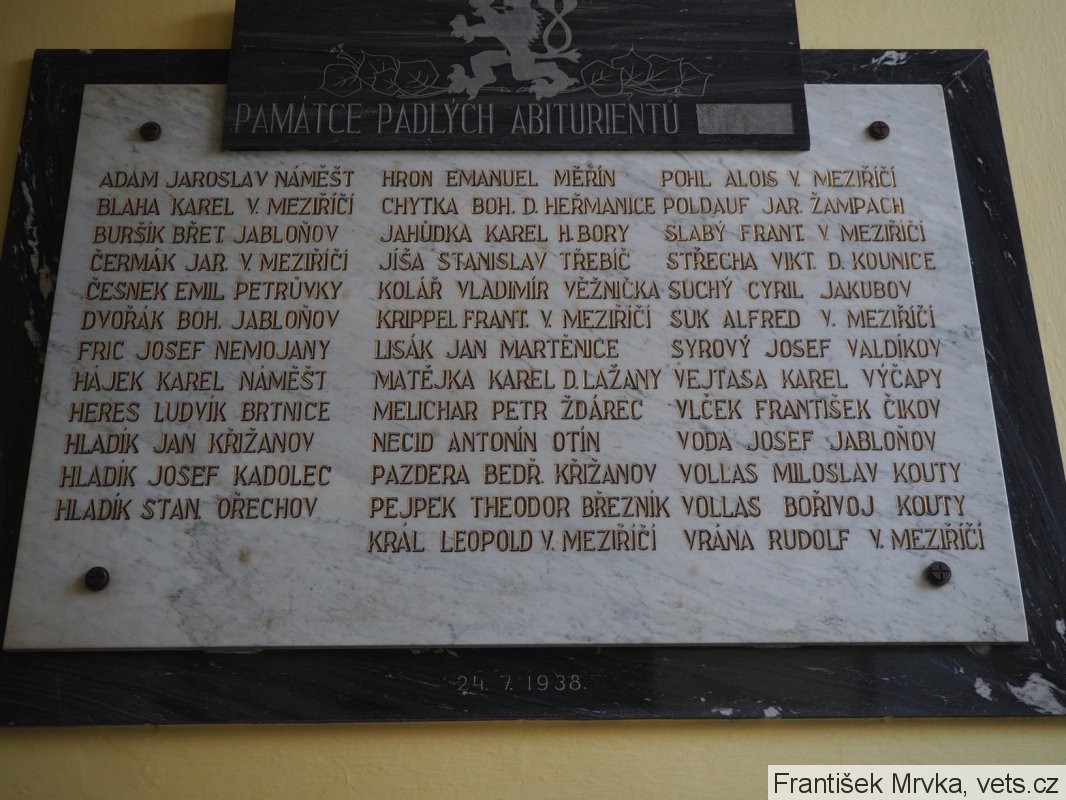 PAMÁTCE PADLÝCH ABITURIENTŮ
ADAM JAROSLAV NÁMĚŠT
BLAHA KAREL V. MEZIŘÍČÍ
BURŠÍK BŘET. JABLOŇOV
ČERMÁK JAR. V. MEZIŘÍČÍ
ČESNEK EMIL PETRŮVKY
DVOŘÁK BOH. JABLOŇOV
FRIC JOSEF NEMOJANY
HÁJEK KAREL NÁMĚŠT
HERES LUDVÍK BRTNICE
HLADÍK JAN KŘIŽANOV
HLADÍK JOSEF KADOLEC
HLADÍK STAN. OŘECHOV
HRON EMANUEL MĚŘÍN
CHYTKA BOH. D. HEŘMANICE
JAHŮDKA KAREL H. BORY
JÍŠA STANISLAV TŘEBÍČ
KOLÁŘ VLADIMÍR VĚŽNIČKA
KRIPPEL FRANT. V. MEZIŘÍČÍ
LISÁK JAN MARTĚNICE
MATĚJKA KAREL D. LAŽANY
MELICHAR PETR ŽDÁREC
NECID ANTONÍN OTÍN
PAZDERA BEDŘ. KŘIŽANOV
PEJPEK THEODOR BŘEZNÍK
KRÁL LEOPOLD V. MEZIŘÍČÍ
POHL ALOIS V. MEZIŘÍČÍ
POLDAUF JAR. ŽAMPACH
SLABÝ FRANT. V. MEZIŘÍČÍ
STŘECHA VIKT. D. KOUNICE
SUCHÝ CYRIL JAKUBOV
SUK ALFRED V. MEZIŘÍČÍ
SYROVÝ JOSEF VALDÍKOV
VEJTASA KAREL VÝČAPY
VLČEK FRANTIŠEK ČIKOV
VODA JOSEF JABLOŇOV
VOLLAS MILOSLAV KOUTY
VOLLAS BOŘIVOJ KOUTY
VRÁNA RUDOLF V. MEZIŘÍČÍ
24. 7. 1938.
František Mrvka, vets.cz